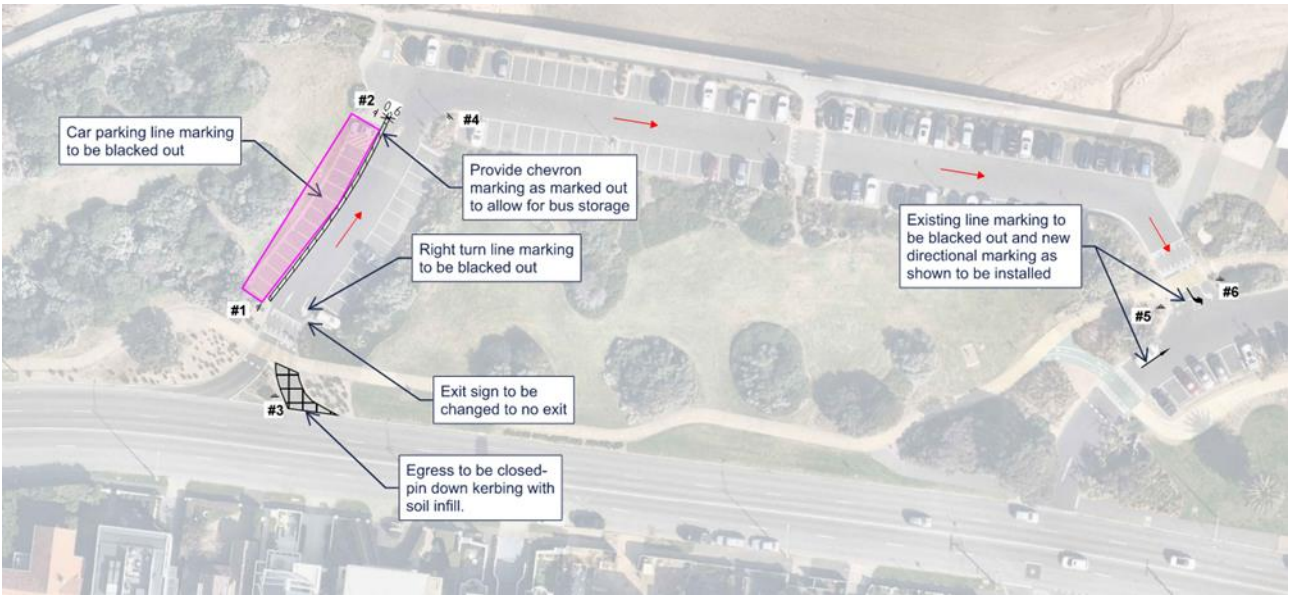 #2
0.6
#4
Car parking line marking
to be blacked out
Provide chevron
marking as marked out
to allow for bus storage
Existing line marking to
be blacked out and new
directional marking as
shown to be installed
Right turn line marking
to be blacked out
#1
#6
#5
Exit sign to be
changed to no exit
#3
Egress to be closed-
pin down kerbing with
soil infill.